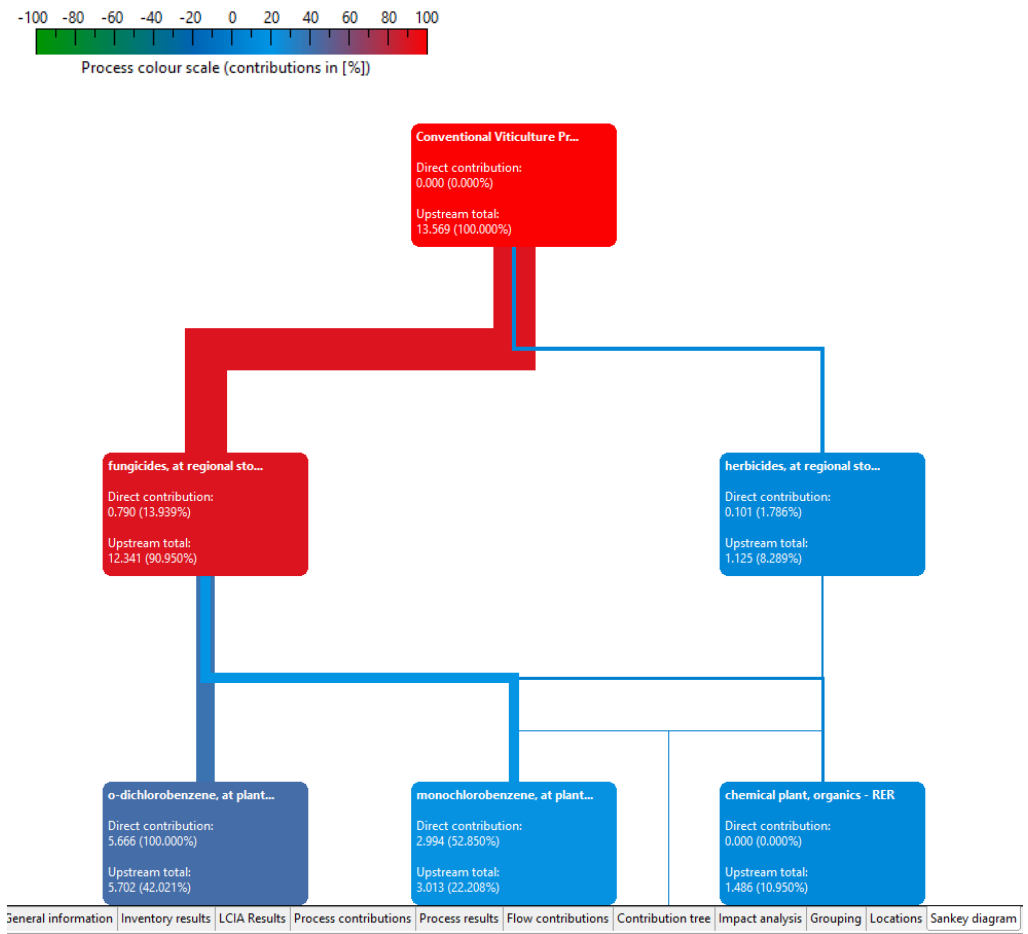 -100 -80 -60 -40 -20 0 20 40 60 80 100
Process colour scale (contributions in [%])
Conventional Viticulture Pr...
Direct contribution:
0.000 (0.000%)
Upstream total:
13.569 (100.000%)
fungicides, at regional sto...
Direct contribution:
0.790 (13.939%)
Upstream total:
12.341 (90.950%)
herbicides, at regional sto...
Direct contribution:
0.101 (1.786%)
Upstream total:
1.125 (8.289%)
o-dichlorobenzene, at plant...
Direct contribution:
5.666 (100.000%)
Upstream total:
5.702 (42.021%)
monochlorobenzene, at plant...
Direct contribution:
2.994 (52.850%)
Upstream total:
3.013 (22.208%)
chemical plant, organics - RER
Direct contribution:
0.000 (0.000%)
Upstream total:
1.486 (10.950%)
General information Inventory results LCIA Results Process contributions Process results Flow contributions Contribution tree Impact analysis Grouping Locations Sankey diagram